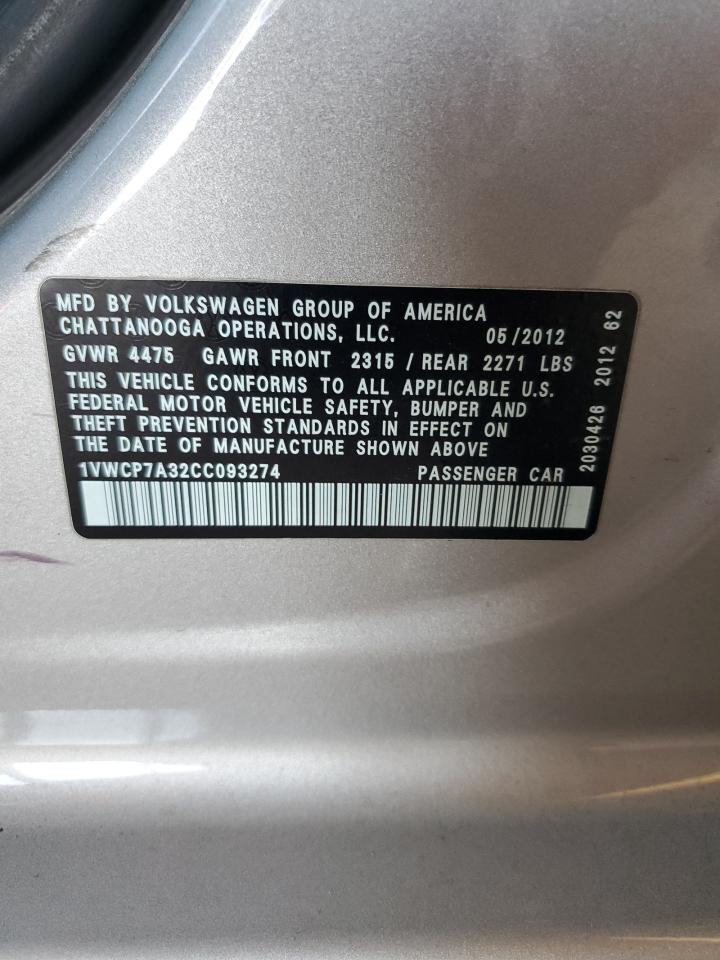 MFD BY VOLKSWAGEN GROUP OF AMERICA
CHATTANOOGA OPERATIONS, LLC. 05/2012
GVWR 4475 GAWR FRONT 2315 / REAR 2271 LBS
THIS VEHICLE CONFORMS TO ALL APPLICABLE U.S.
FEDERAL MOTOR VEHICLE SAFETY, BUMPER AND
THEFT PREVENTION STANDARDS IN EFFECT ON
THE DATE OF MANUFACTURE SHOWN ABOVE
1VWCP7A32CC093274 PASSENGER CAR
2030426 2012 62